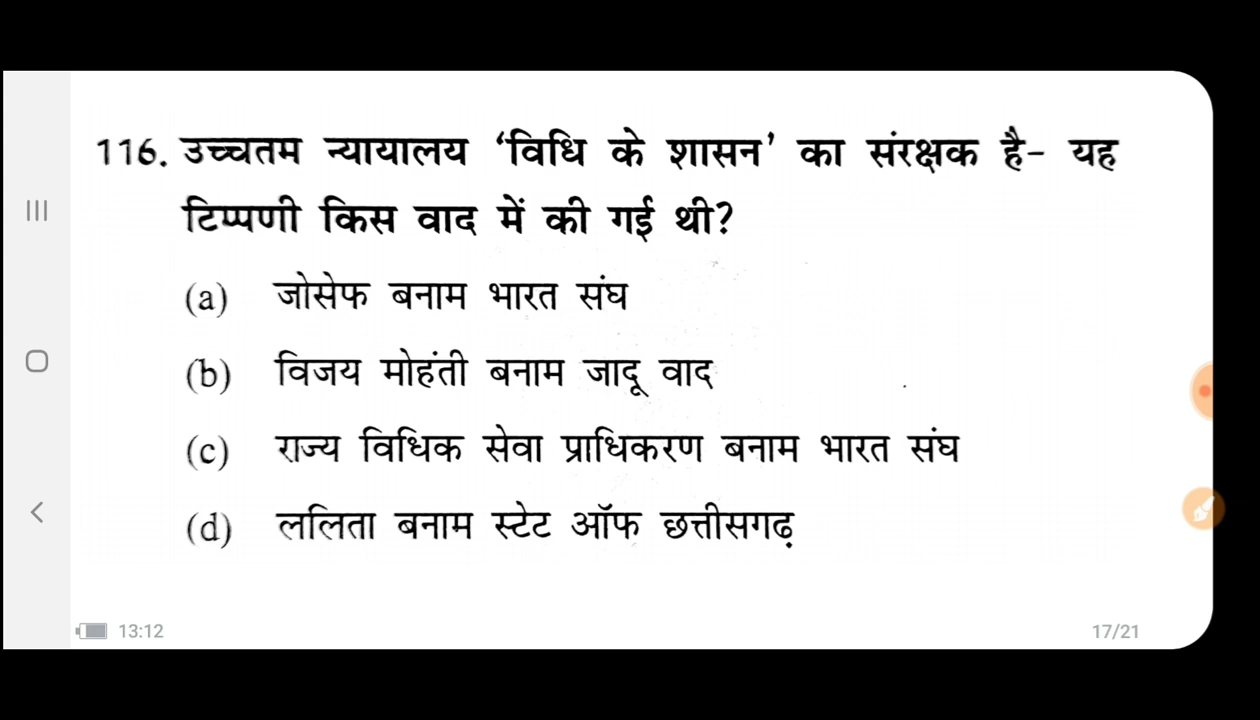 116. उच्चतम न्यायालय ‘विधि के शासन’ का संरक्षक है- यह
टिप्पणी किस वाद में की गई थी?
(a) जोसेफ बनाम भारत संघ
(b) विजय मोहंती बनाम जादू वाद
(c) राज्य विधिक सेवा प्राधिकरण बनाम भारत संघ
(d) ललिता बनाम स्टेट ऑफ छत्तीसगढ़
13:12
17/21